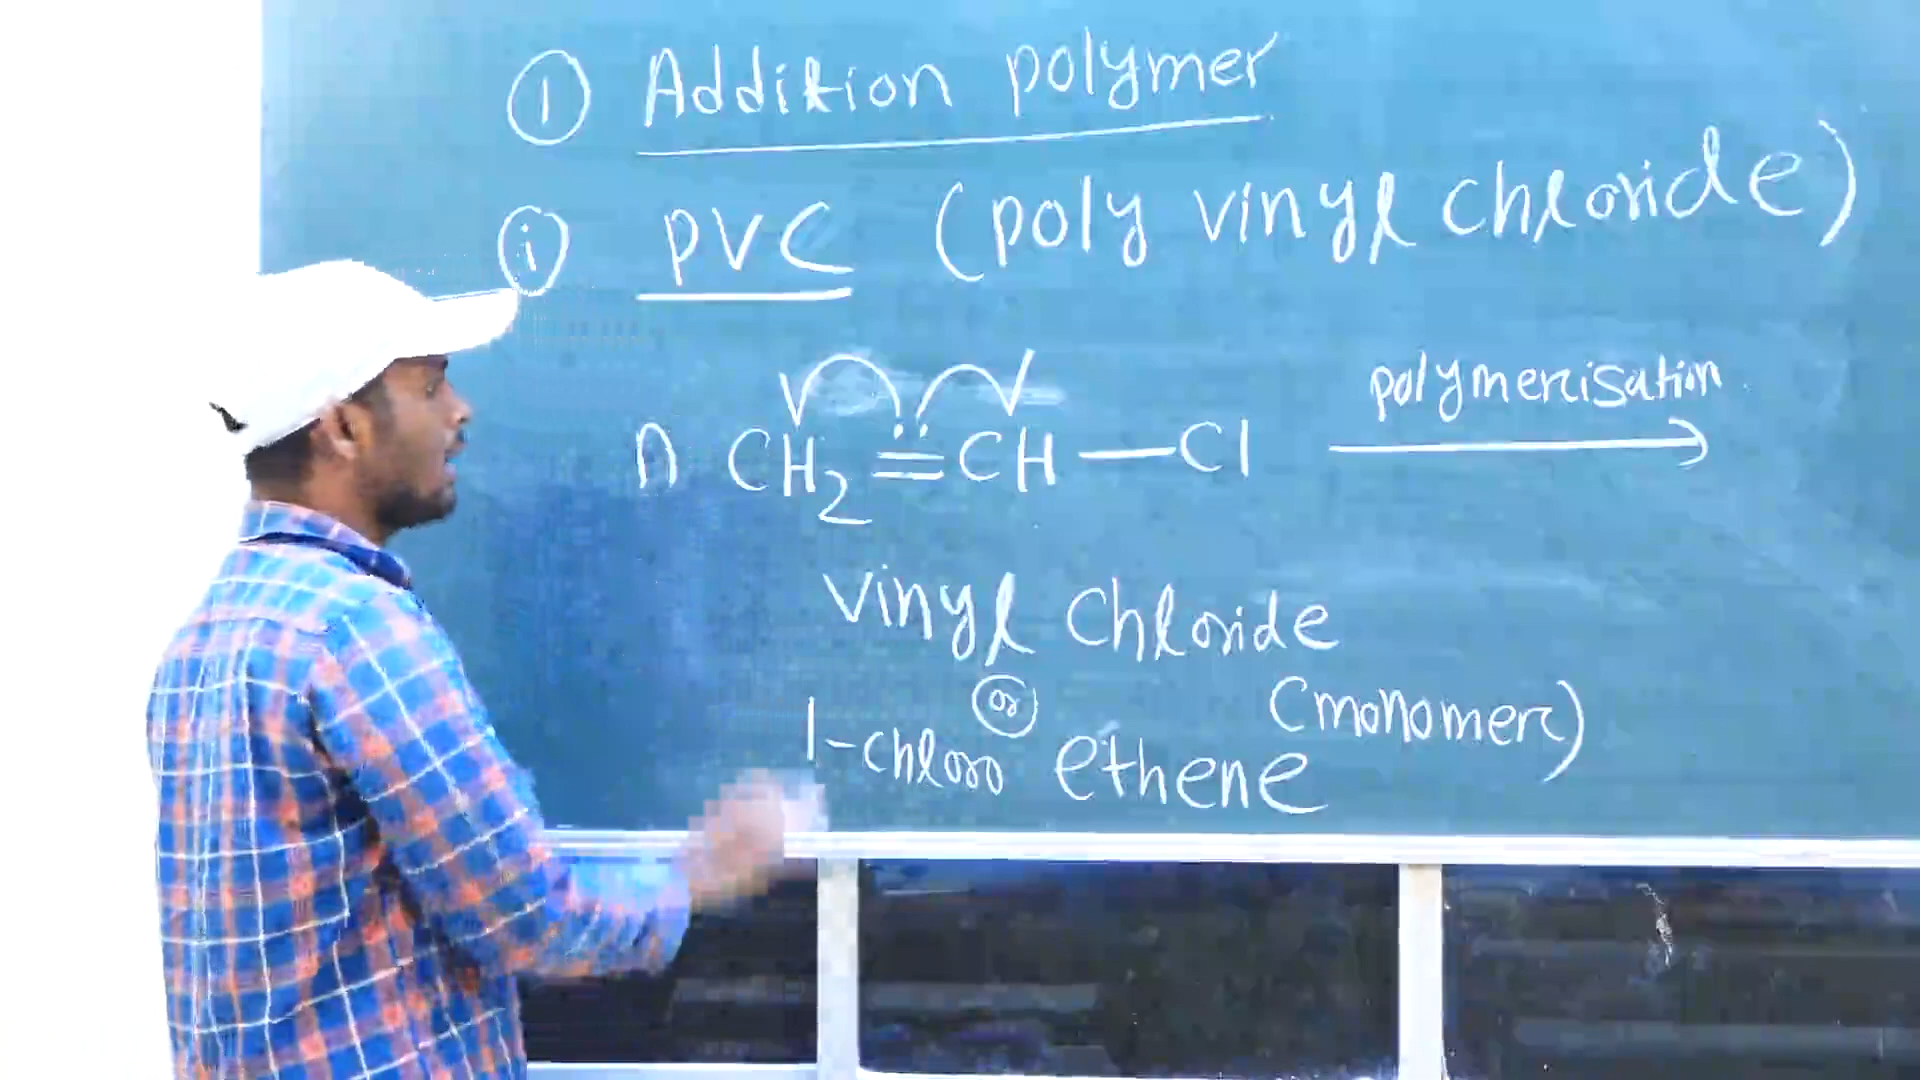 ① Addition polymer
ⓘ PVC (poly vinyl chloride)
polymerisation
n CH₂ = CH — Cl →
vinyl chloride
or
(monomer)
1-chloro ethene